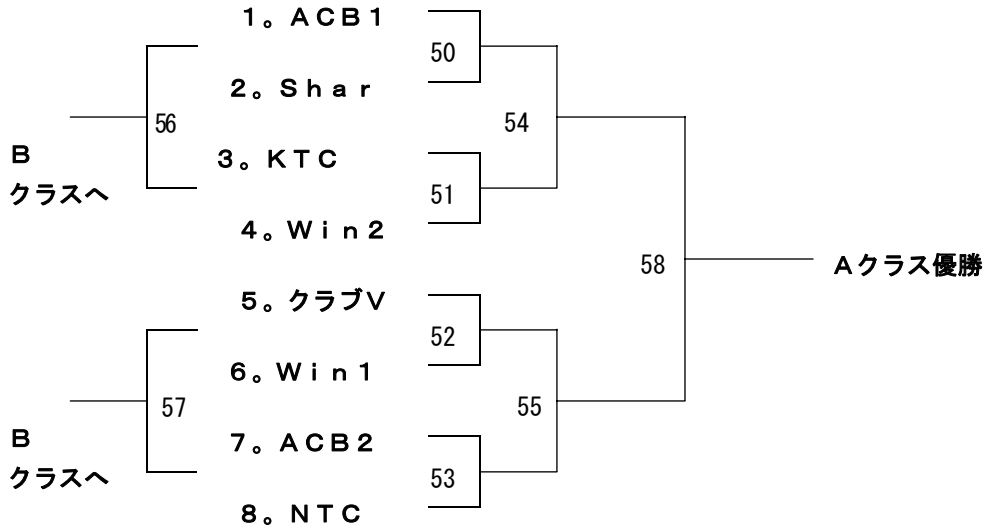 １。ＡＣＢ１
50
２。Ｓｈａｒ
54
56
Ｂ
クラスへ
３。ＫＴＣ
51
４。Ｗｉｎ２
58
Ａクラス優勝
５。クラブＶ
52
６。Ｗｉｎ１
55
57
Ｂ
クラスへ
７。ＡＣＢ２
53
８。ＮＴＣ